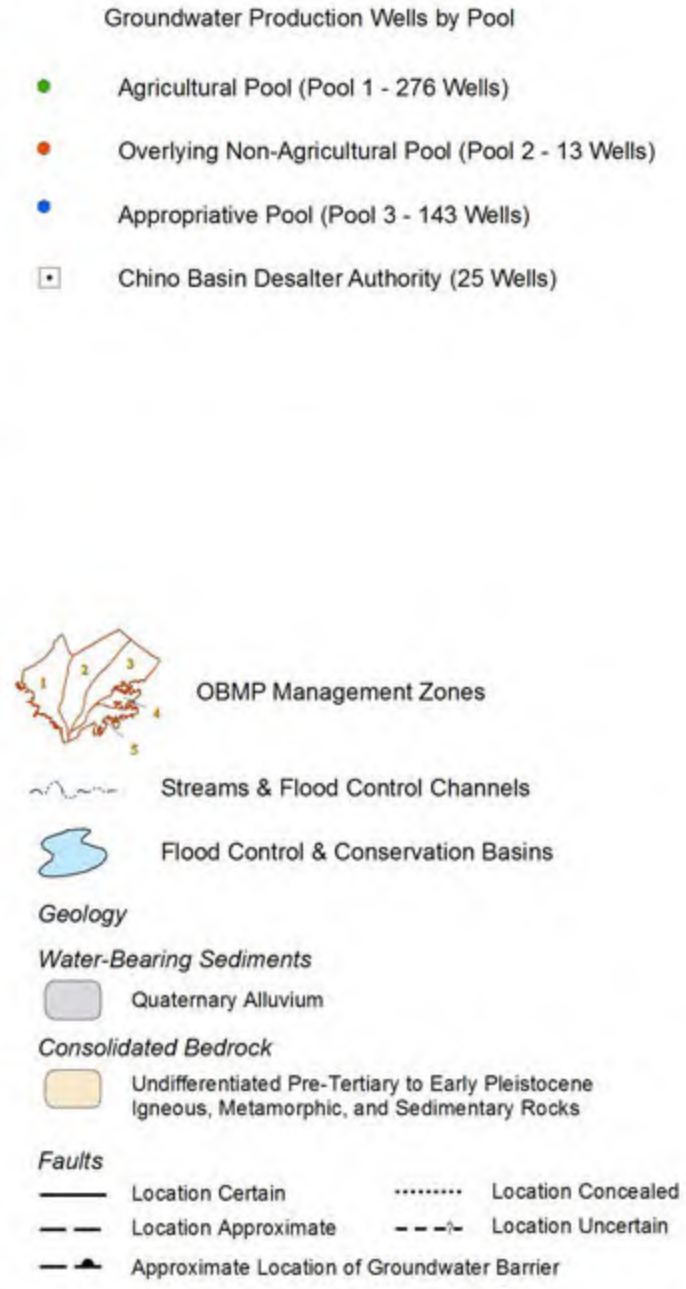 Groundwater Production Wells by Pool
Agricultural Pool (Pool 1 - 276 Wells)
Overlying Non-Agricultural Pool (Pool 2 - 13 Wells)
Appropriative Pool (Pool 3 - 143 Wells)
Chino Basin Desalter Authority (25 Wells)
1 2 3
4
5
OBMP Management Zones
Streams & Flood Control Channels
Flood Control & Conservation Basins
Geology
Water-Bearing Sediments
Quaternary Alluvium
Consolidated Bedrock
Undifferentiated Pre-Tertiary to Early Pleistocene
Igneous, Metamorphic, and Sedimentary Rocks
Faults
Location Certain
Location Concealed
Location Approximate
? Location Uncertain
Approximate Location of Groundwater Barrier